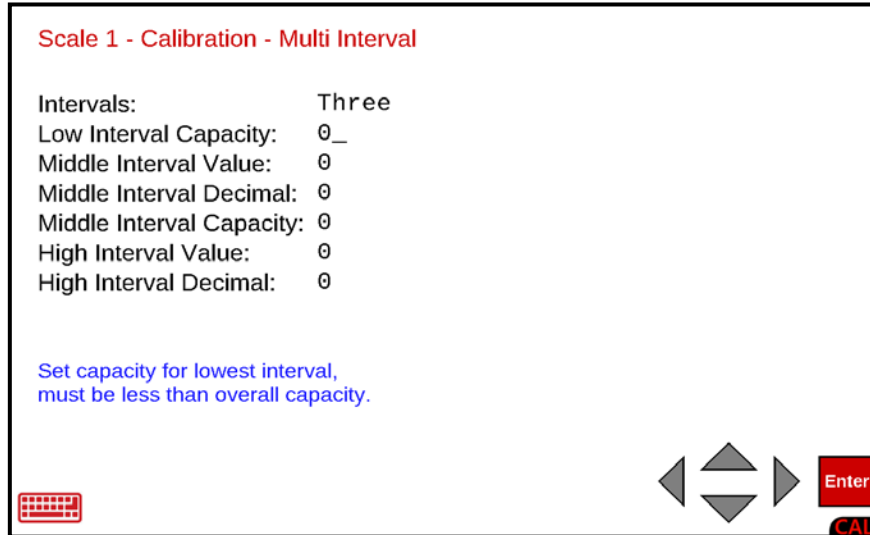 Scale 1 - Calibration - Multi Interval
Intervals: Three
Low Interval Capacity: 0_
Middle Interval Value: 0
Middle Interval Decimal: 0
Middle Interval Capacity: 0
High Interval Value: 0
High Interval Decimal: 0
Set capacity for lowest interval,
must be less than overall capacity.
Enter
CAL